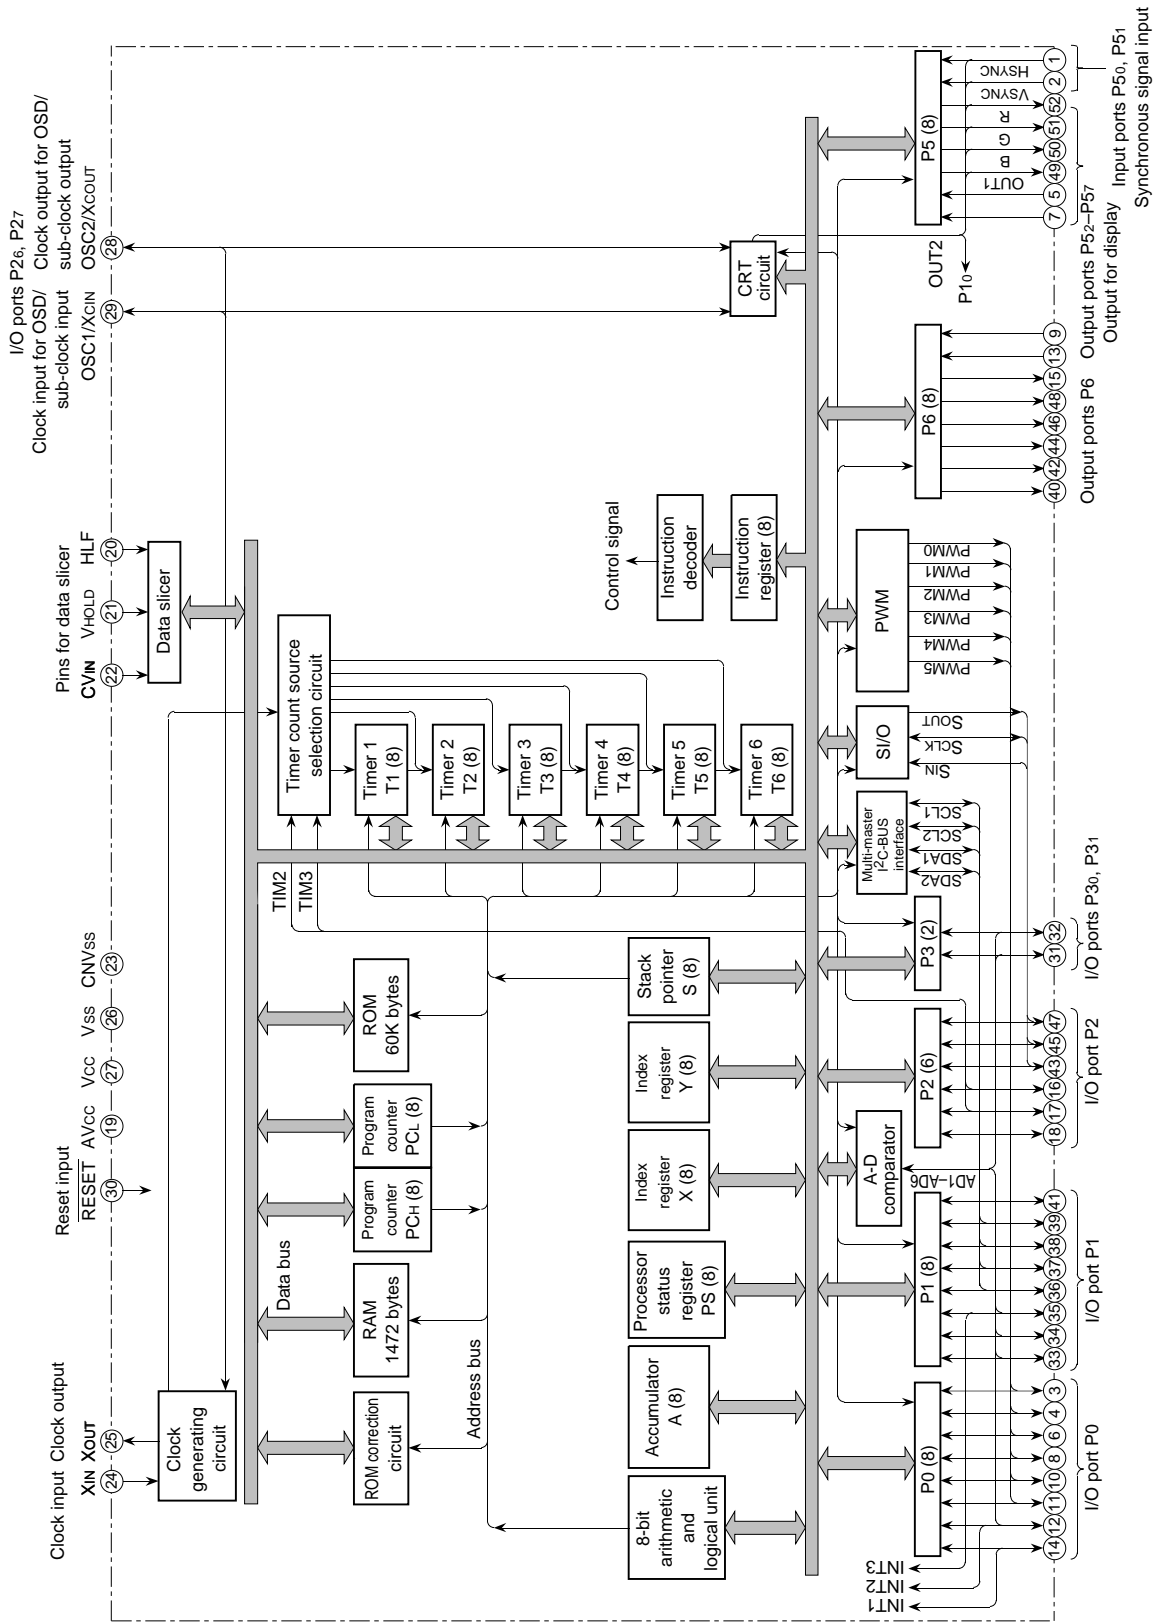 Clock input Clock output
XIN XOUT
24
25
Reset input
RESET
30
AVCC
19
VCC
27
VSS
26
CNVSS
23
Pins for data slicer
CVIN
22
VHOLD
21
HLF
20
I/O ports P26, P27
Clock input for OSD/
sub-clock input
OSC1/XCIN
29
Clock output for OSD/
sub-clock output
OSC2/XCOUT
28
Clock
generating
circuit
Data slicer
Data bus
TIM2
TIM3
Timer count source
selection circuit
ROM correction
circuit
RAM
1472 bytes
Program
counter
PCH (8)
Program
counter
PCL (8)
ROM
60K bytes
Timer 1
T1 (8)
Timer 2
T2 (8)
Timer 3
T3 (8)
Timer 4
T4 (8)
Timer 5
T5 (8)
Timer 6
T6 (8)
Address bus
8-bit
arithmetic
and
logical unit
Accumulator
A (8)
Processor
status
register
PS (8)
Index
register
X (8)
Index
register
Y (8)
Stack
pointer
S (8)
Control signal
Instruction
decoder
Instruction
register (8)
CRT
circuit
OUT2
P10
P0 (8)
P1 (8)
A-D
comparator
P2 (6)
P3 (2)
Multi-master
I2C-BUS
interface
SI/O
PWM
P6 (8)
P5 (8)
INT1
INT2
INT3
AD1–AD6
SDA2
SDA1
SCL2
SCL1
SIN
SCLK
SOUT
PWM5
PWM4
PWM3
PWM2
PWM1
PWM0
OUT1
B
G
R
VSYNC
HSYNC
14 12 11 10 8 6 4 3
33 34 35 36 37 38 39 41
18 17 16 43 45 47
31 32
40 42 44 46 48 15 13 9
7 5 49 50 51 52 2 1
I/O port P0
I/O port P1
I/O port P2
I/O ports P30, P31
Output ports P6
Output ports P52–P57
Output for display
Input ports P50, P51
Synchronous signal input